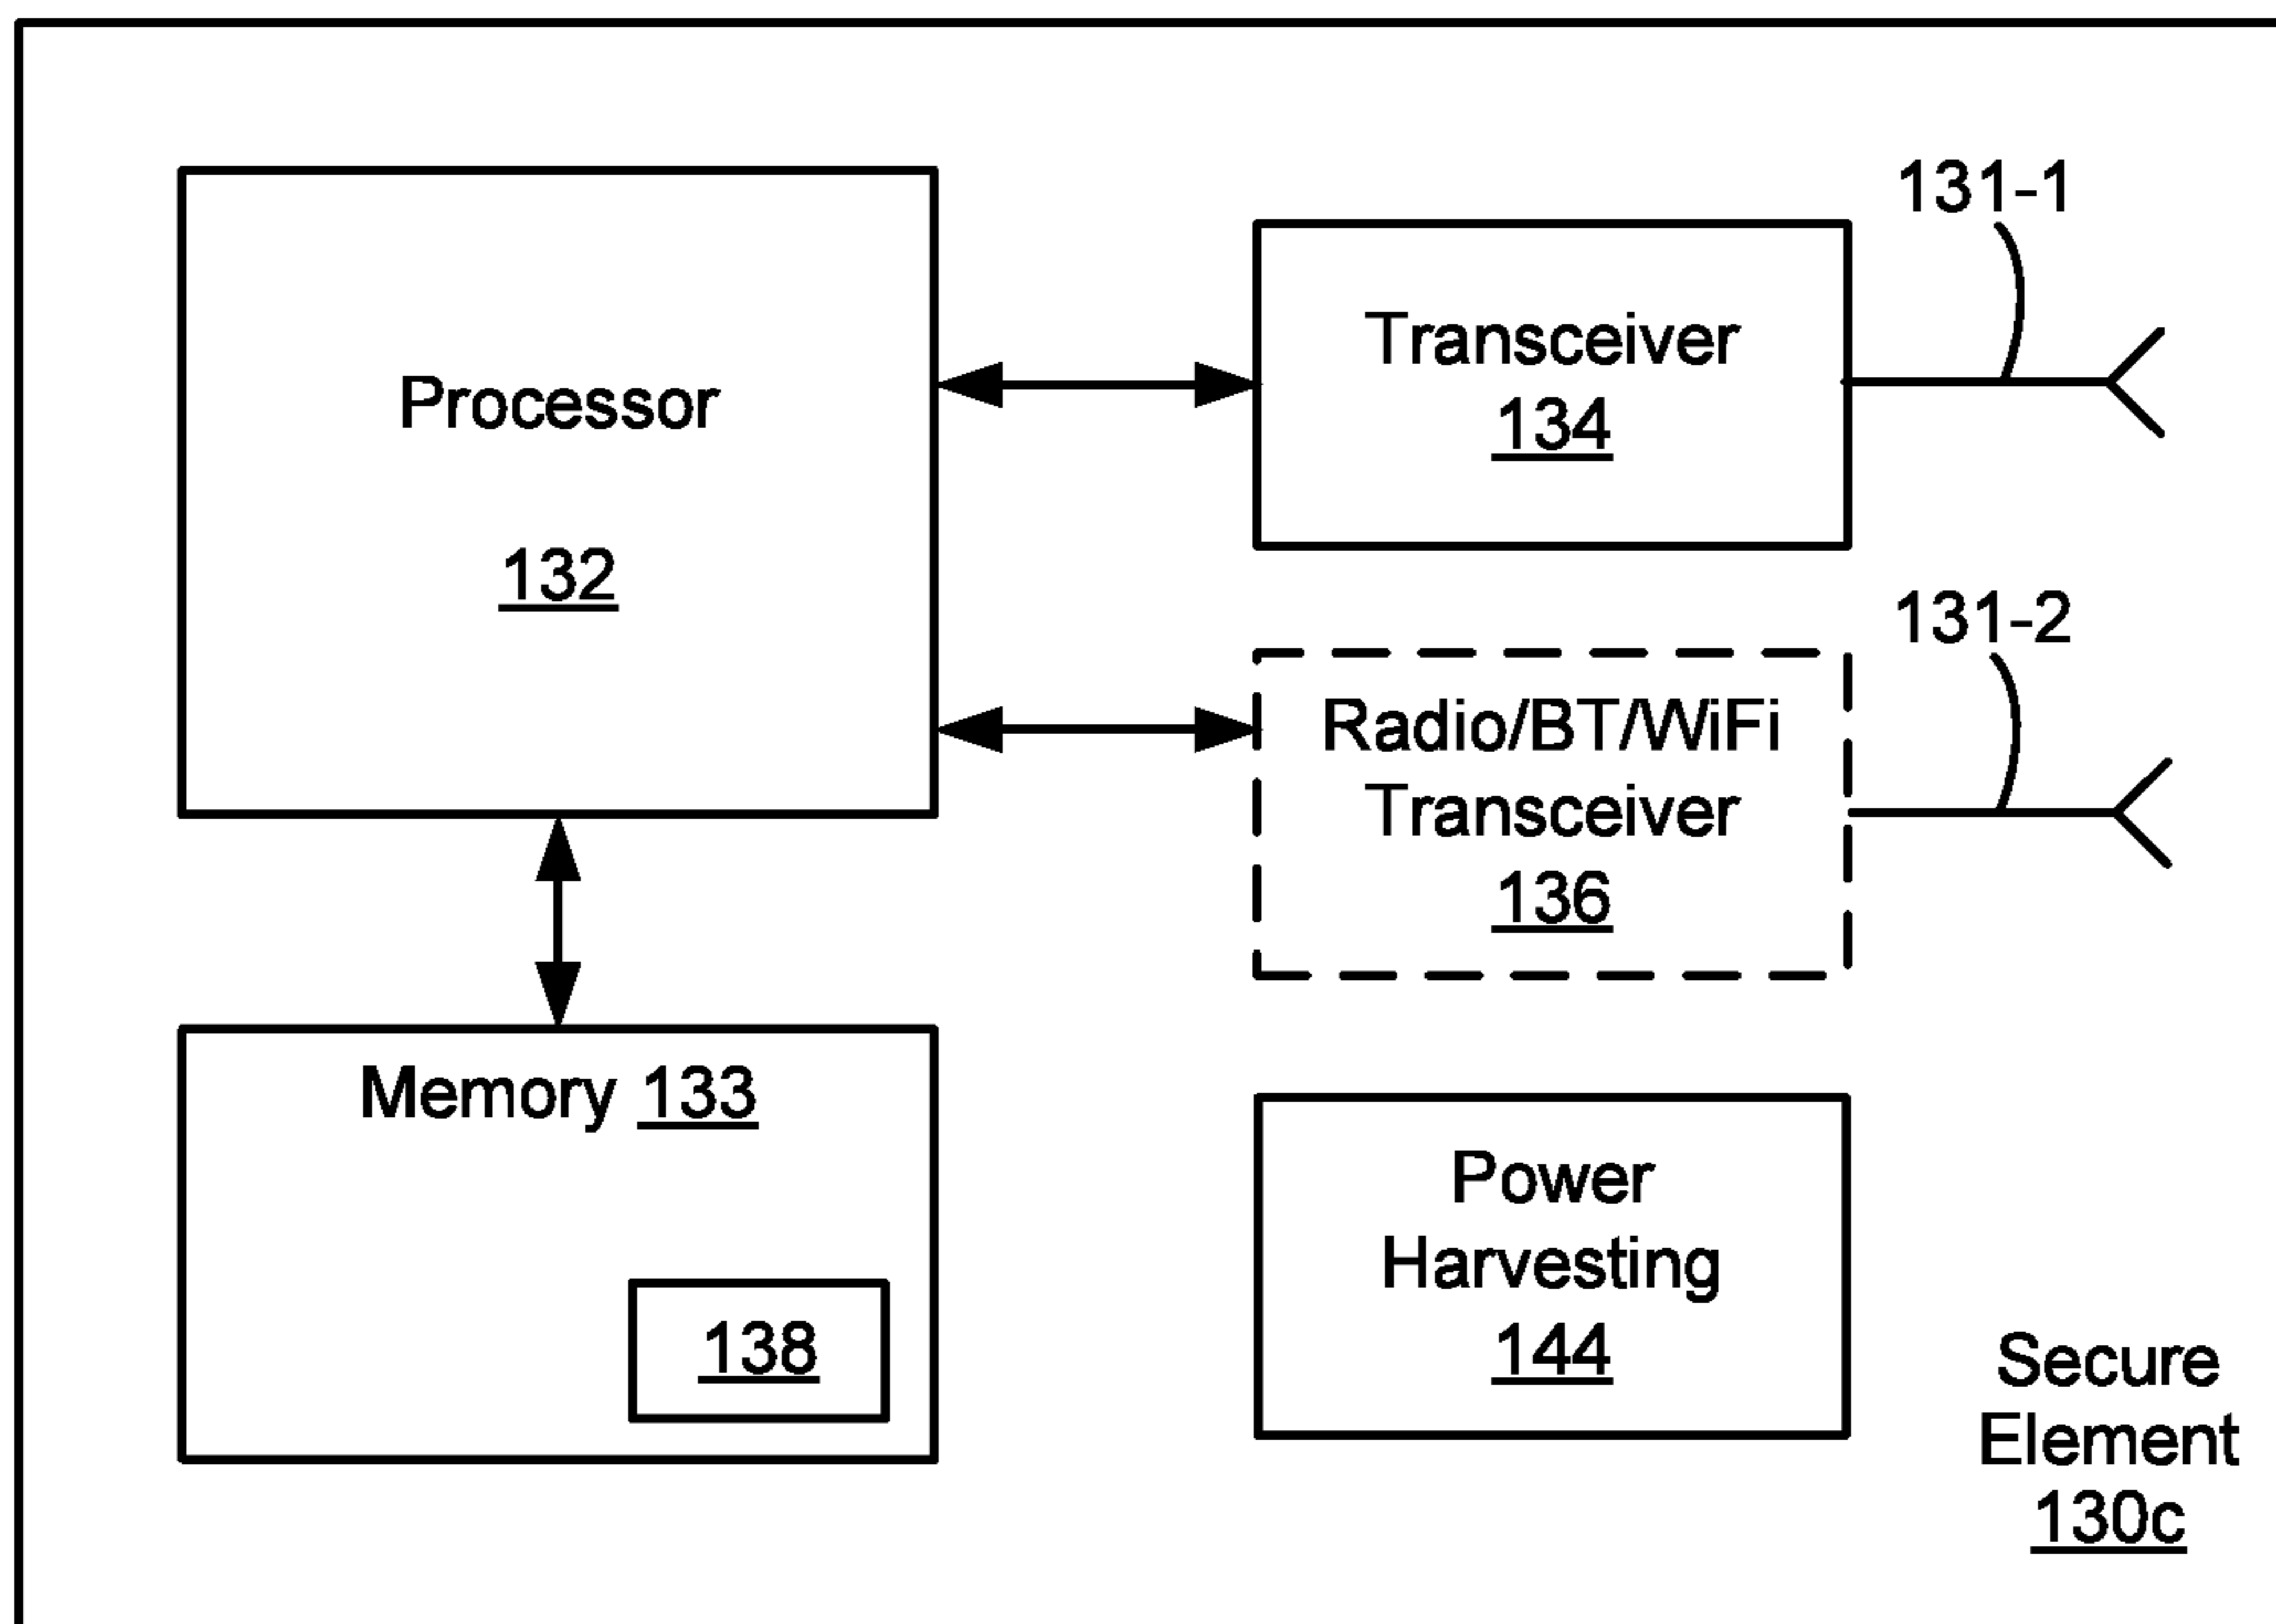 Processor
132
Transceiver
134
131-1
Radio/BT/WiFi
Transceiver
136
131-2
Memory 133
138
Power
Harvesting
144
Secure
Element
130c